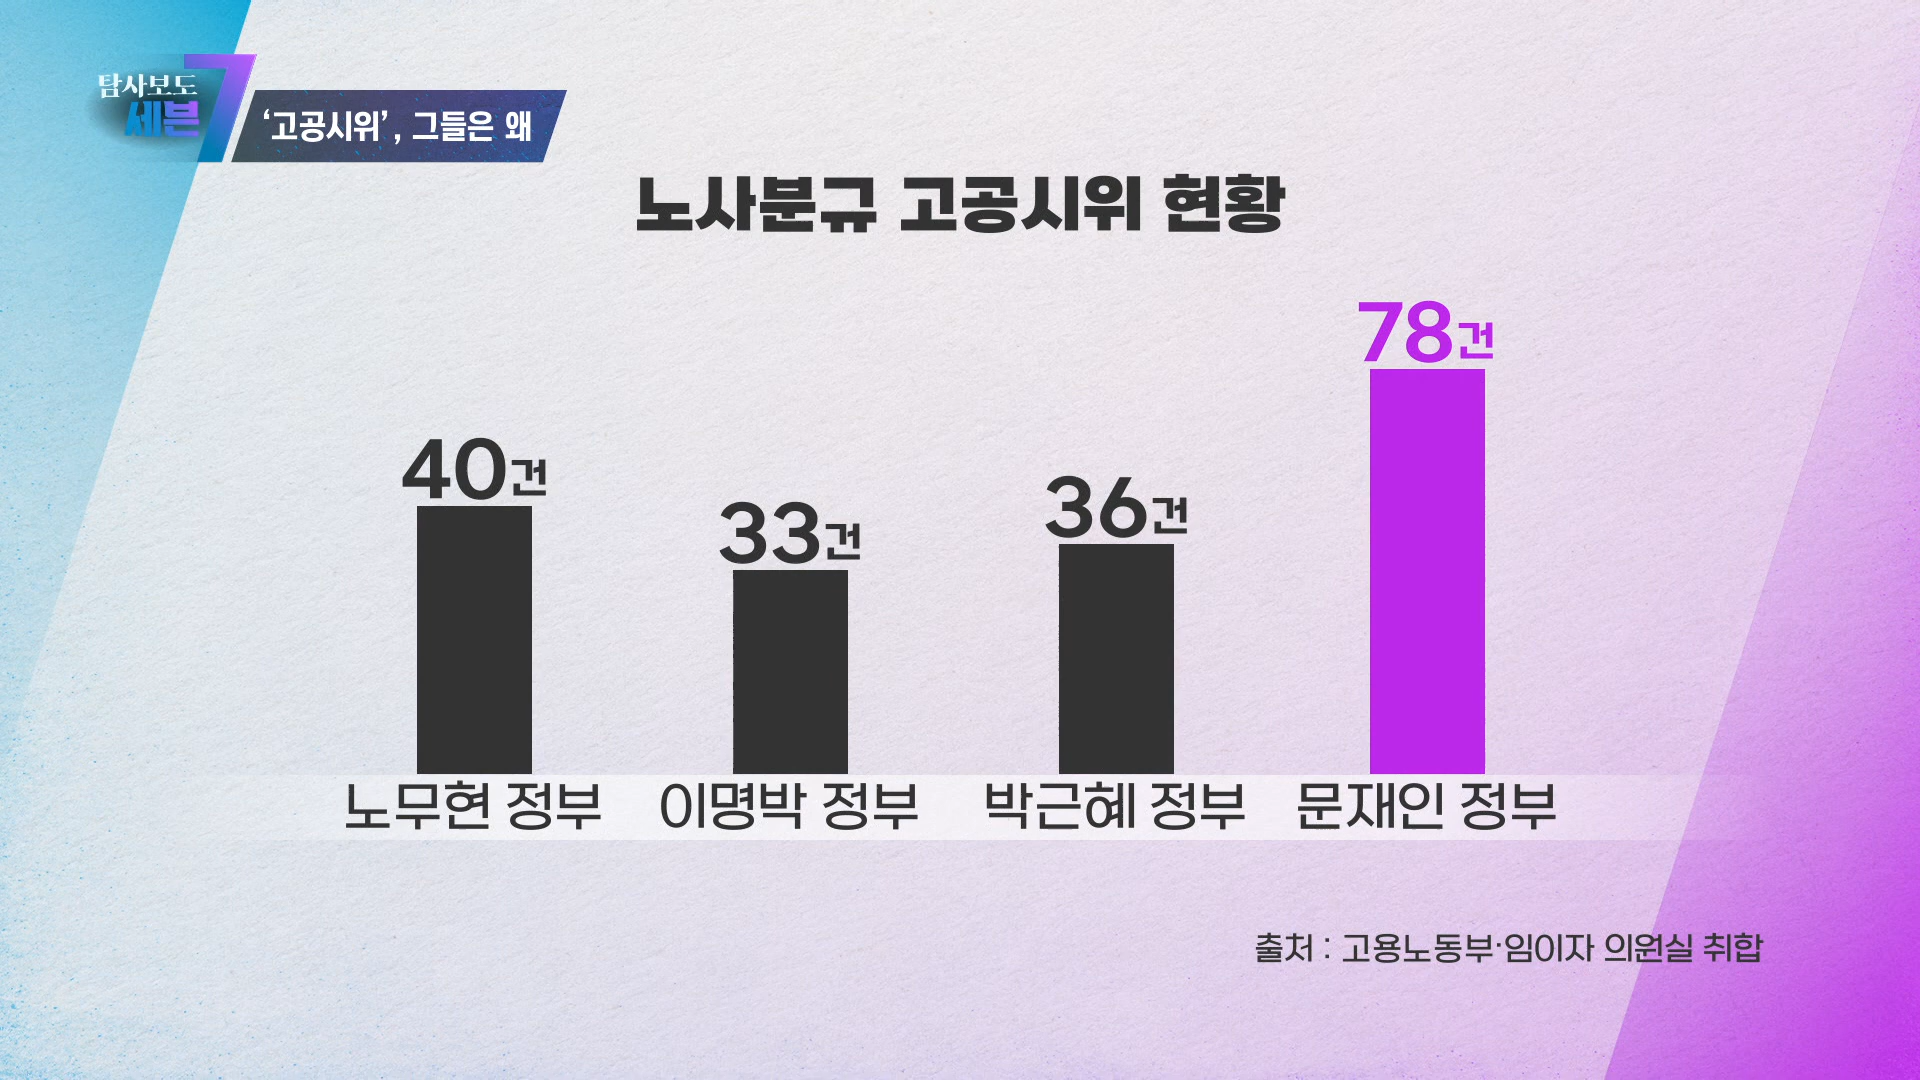 탐사보도
세븐
7
‘고공시위’, 그들은 왜
노사분규 고공시위 현황
40건
33건
36건
78건
노무현 정부
이명박 정부
박근혜 정부
문재인 정부
출처 : 고용노동부·임이자 의원실 취합